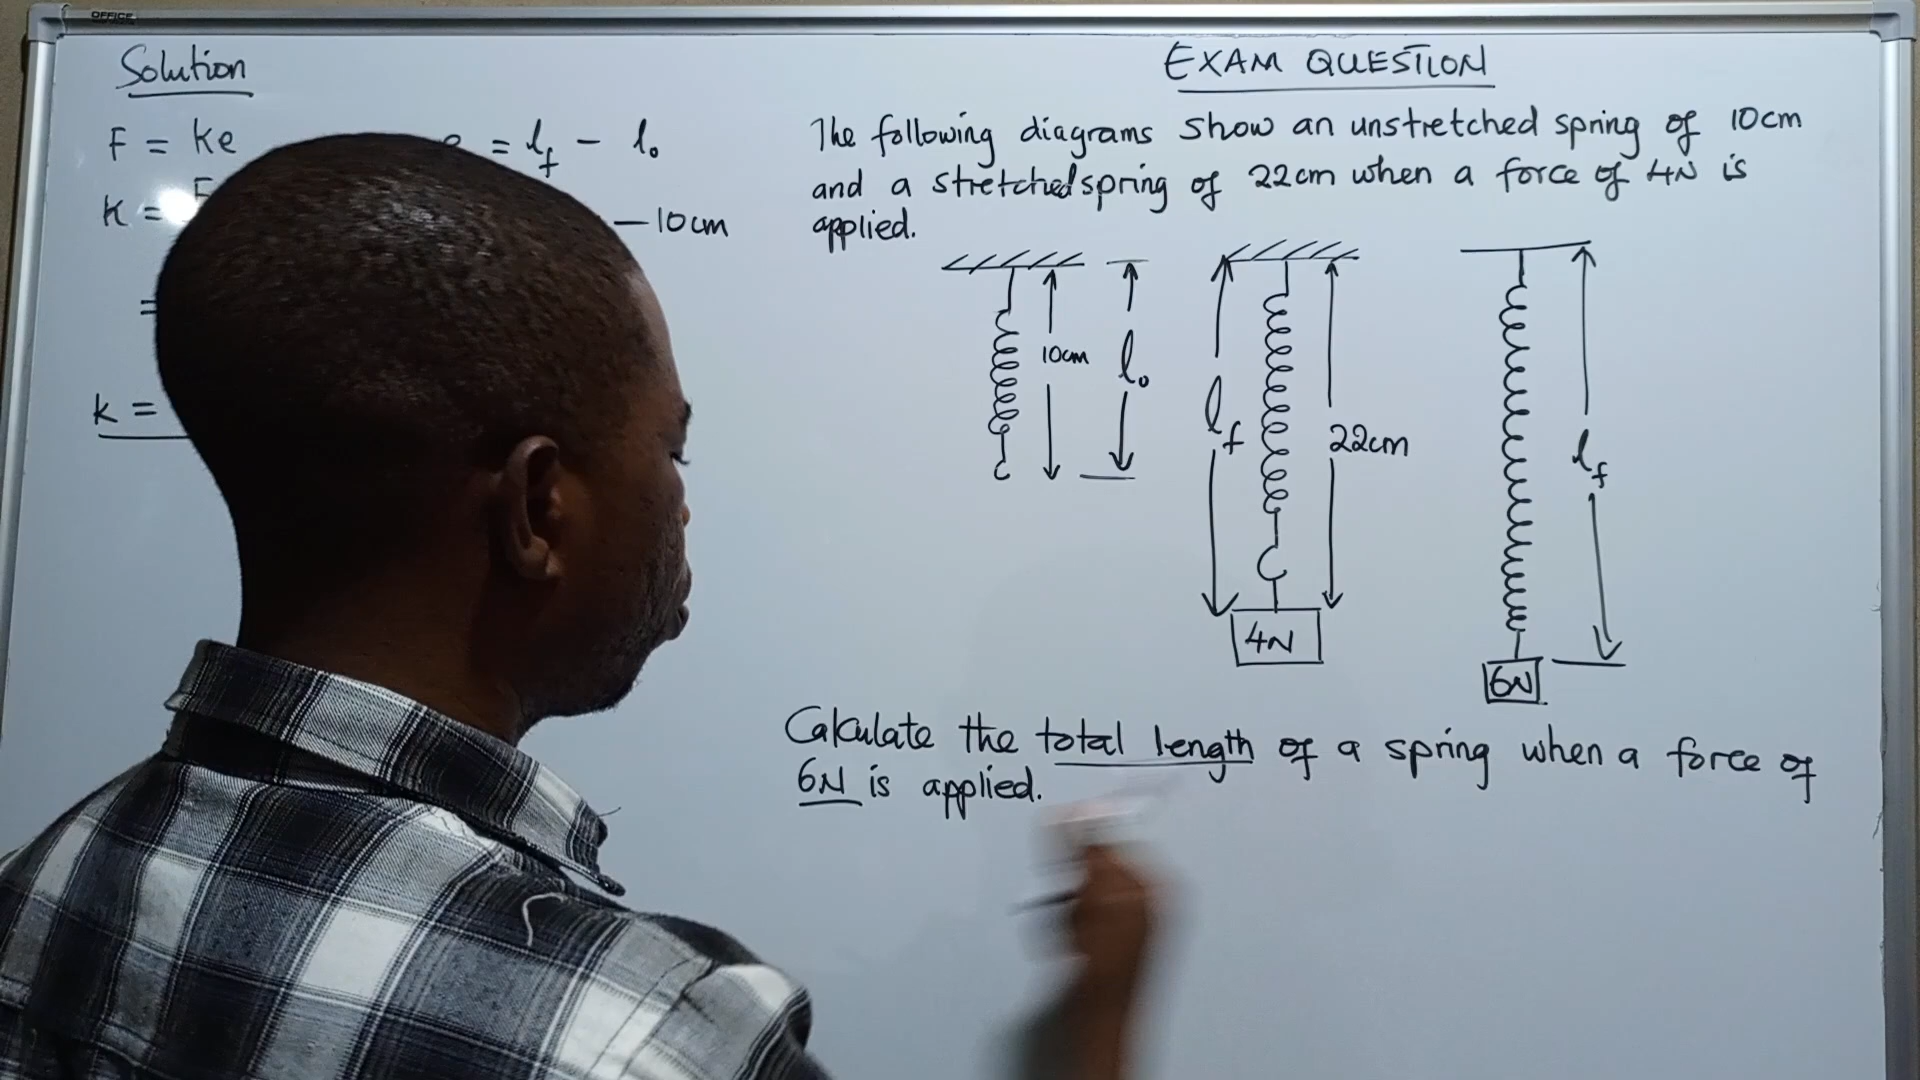 OFFICE
Solution
F = Ke
= lf - l₀
K =
- 10cm
=
k =
EXAM QUESTION
The following diagrams show an unstretched spring of 10cm
and a stretched spring of 22cm when a force of 4N is
applied.
10cm
l₀
lf
22cm
4N
lf
6N
Calculate the total length of a spring when a force of
6N is applied.